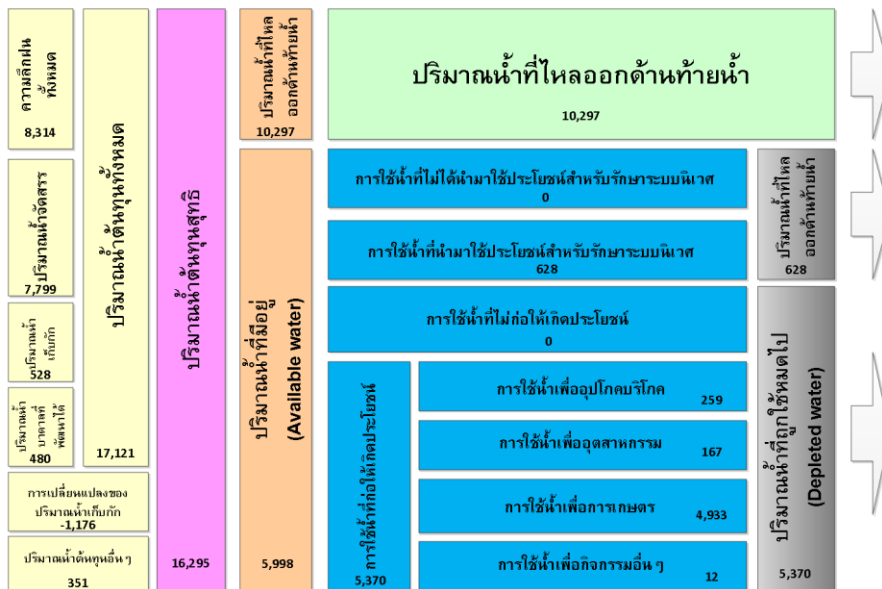 ความลึกฝน
ทั้งหมด
8,314
ปริมาณน้ำจัดสรร
7,799
ปริมาณน้ำ
เก็บกัก
528
ปริมาณน้ำ
บาดาลที่
พัฒนาได้
480
ปริมาณน้ำต้นทุนทั้งหมด
17,121
การเปลี่ยนแปลงของ
ปริมาณน้ำเก็บกัก
-1,176
ปริมาณน้ำต้นทุนอื่น ๆ
351
ปริมาณน้ำต้นทุนสุทธิ
16,295
ปริมาณน้ำที่ไหล
ออกด้านท้ายน้ำ
10,297
ปริมาณน้ำที่มีอยู่
(Available water)
5,998
ปริมาณน้ำที่ไหลออกด้านท้ายน้ำ
10,297
การใช้น้ำที่ไม่ได้นำมาใช้ประโยชน์สำหรับรักษาระบบนิเวศ
0
การใช้น้ำที่นำมาใช้ประโยชน์สำหรับรักษาระบบนิเวศ
628
การใช้น้ำที่ไม่ก่อให้เกิดประโยชน์
0
การใช้น้ำที่ก่อให้เกิดประโยชน์
5,370
การใช้น้ำเพื่ออุปโภคบริโภค
259
การใช้น้ำเพื่ออุตสาหกรรม
167
การใช้น้ำเพื่อการเกษตร
4,933
การใช้น้ำเพื่อกิจกรรมอื่น ๆ
12
ปริมาณน้ำที่ไหล
ออกด้านท้ายน้ำ
628
ปริมาณน้ำที่ถูกใช้หมดไป
(Depleted water)
5,370